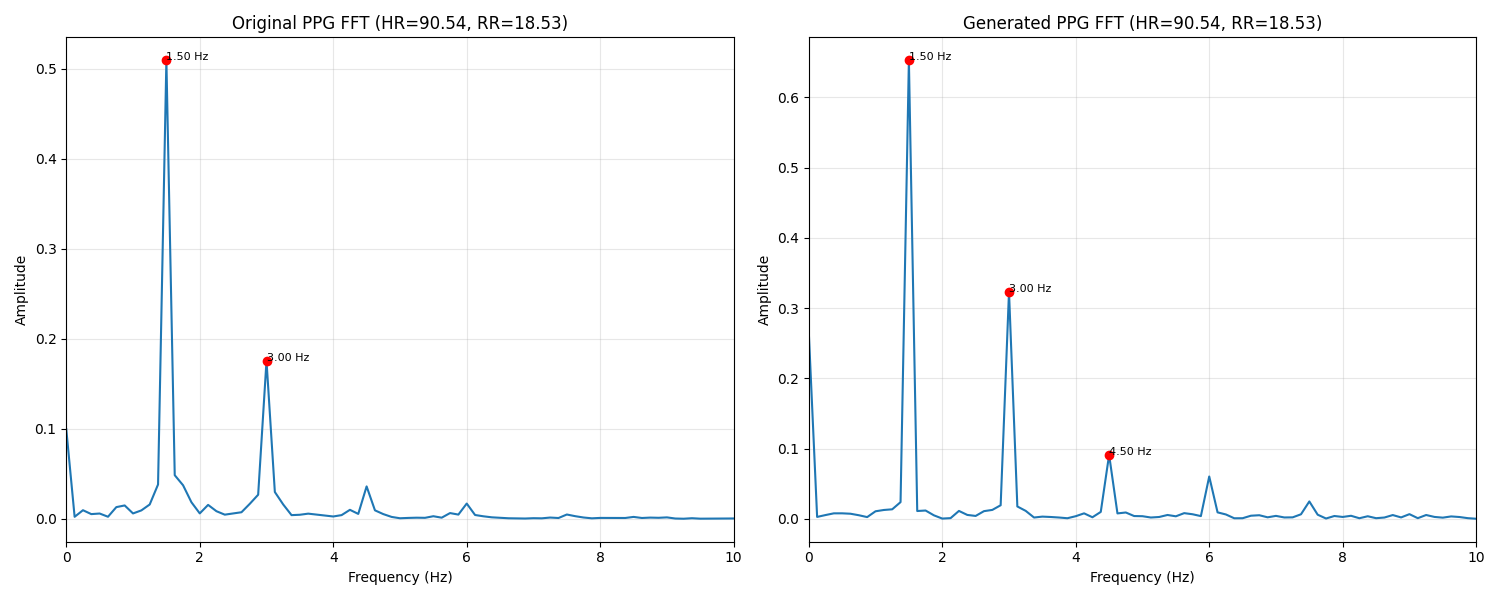 Original PPG FFT (HR=90.54, RR=18.53)
Amplitude
0.5
0.4
0.3
0.2
0.1
0.0
1.50 Hz
3.00 Hz
0
2
4
6
8
10
Frequency (Hz)
Generated PPG FFT (HR=90.54, RR=18.53)
Amplitude
0.6
0.5
0.4
0.3
0.2
0.1
0.0
1.50 Hz
3.00 Hz
4.50 Hz
0
2
4
6
8
10
Frequency (Hz)